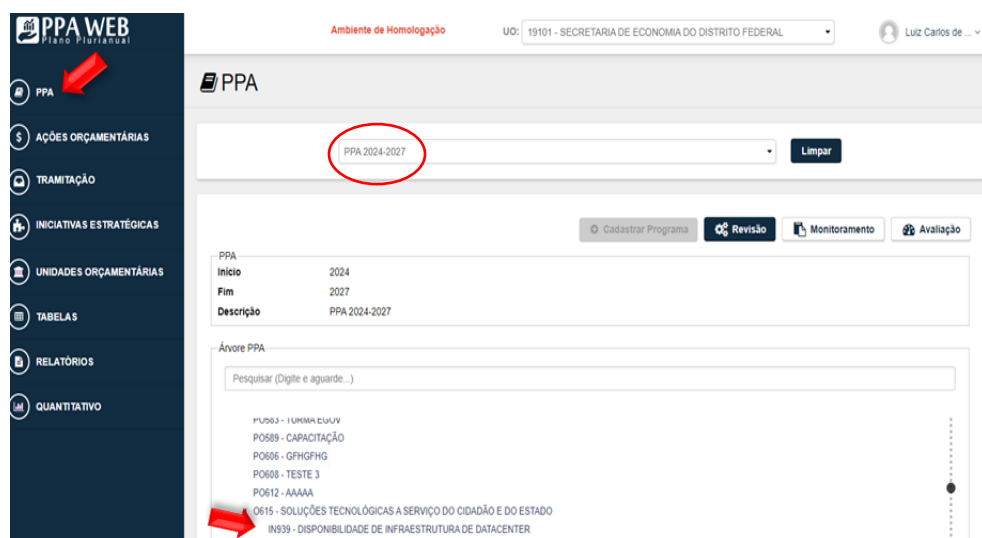 PPA WEB
Plano Plurianual
Ambiente de Homologação
UO: 19101 - SECRETARIA DE ECONOMIA DO DISTRITO FEDERAL
Luiz Carlos de ...
PPA
AÇÕES ORÇAMENTÁRIAS
TRAMITAÇÃO
INICIATIVAS ESTRATÉGICAS
UNIDADES ORÇAMENTÁRIAS
TABELAS
RELATÓRIOS
QUANTITATIVO
PPA
PPA 2024-2027
Limpar
Cadastrar Programa
Revisão
Monitoramento
Avaliação
PPA
Início 2024
Fim 2027
Descrição PPA 2024-2027
Árvore PPA
Pesquisar (Digite e aguarde...)
PO583 - TURMA EGOV
PO589 - CAPACITAÇÃO
PO606 - GFHGFHG
PO608 - TESTE 3
PO612 - AAAAA
O615 - SOLUÇÕES TECNOLÓGICAS A SERVIÇO DO CIDADÃO E DO ESTADO
IN939 - DISPONIBILIDADE DE INFRAESTRUTURA DE DATACENTER